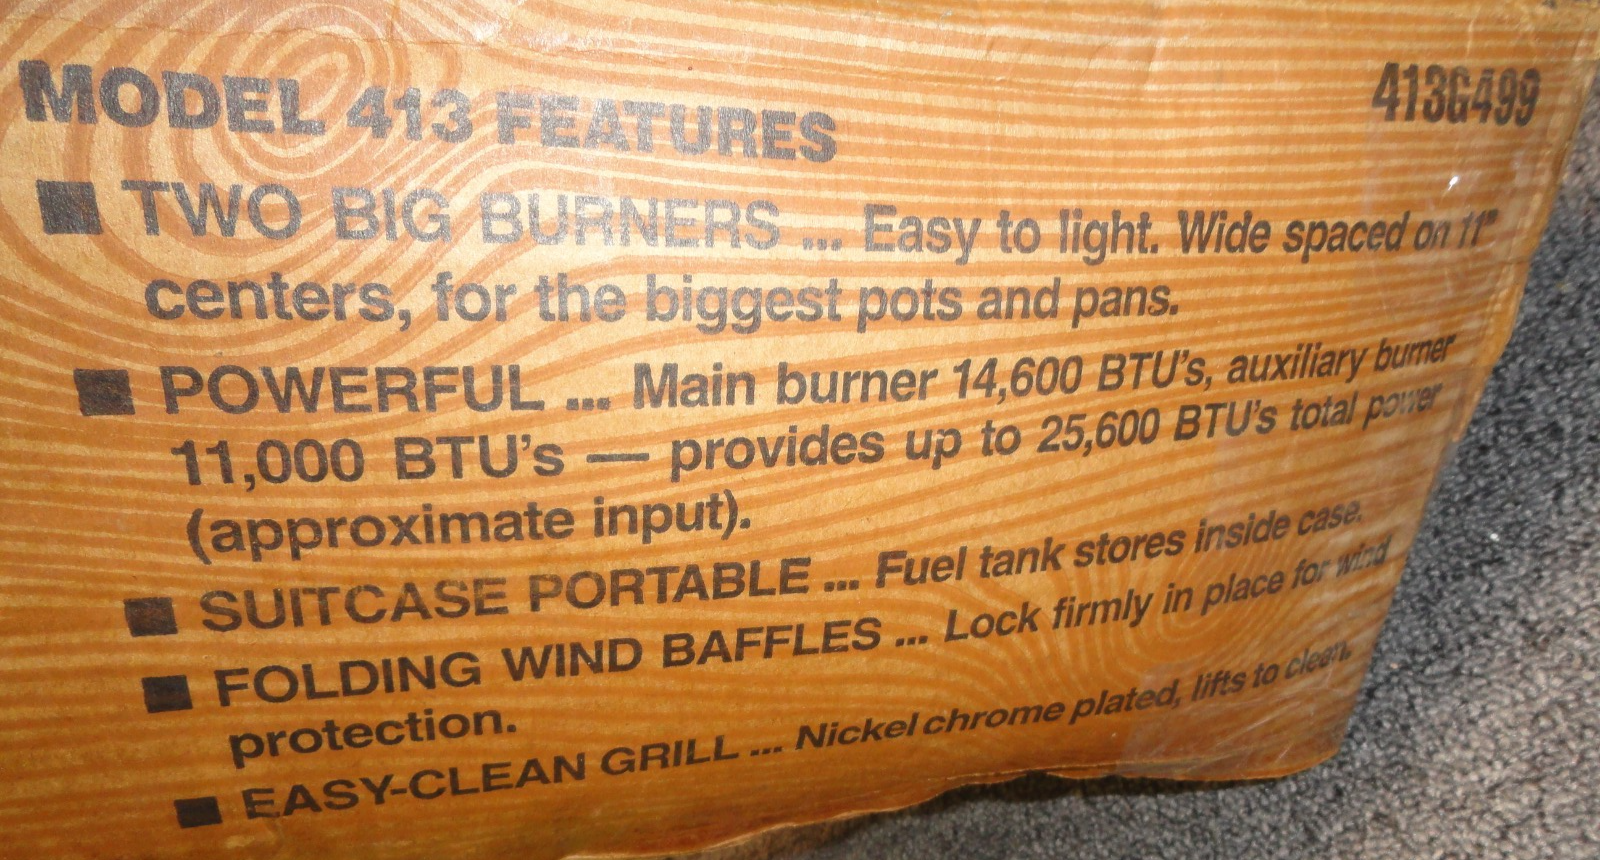 MODEL 413 FEATURES 413G499
■ TWO BIG BURNERS ... Easy to light. Wide spaced on 11"
centers, for the biggest pots and pans.
■ POWERFUL ... Main burner 14,600 BTU's, auxiliary burner
11,000 BTU's — provides up to 25,600 BTU's total power
(approximate input).
■ SUITCASE PORTABLE ... Fuel tank stores inside case.
■ FOLDING WIND BAFFLES ... Lock firmly in place for wind
protection.
■ EASY-CLEAN GRILL ... Nickel chrome plated, lifts to clean.